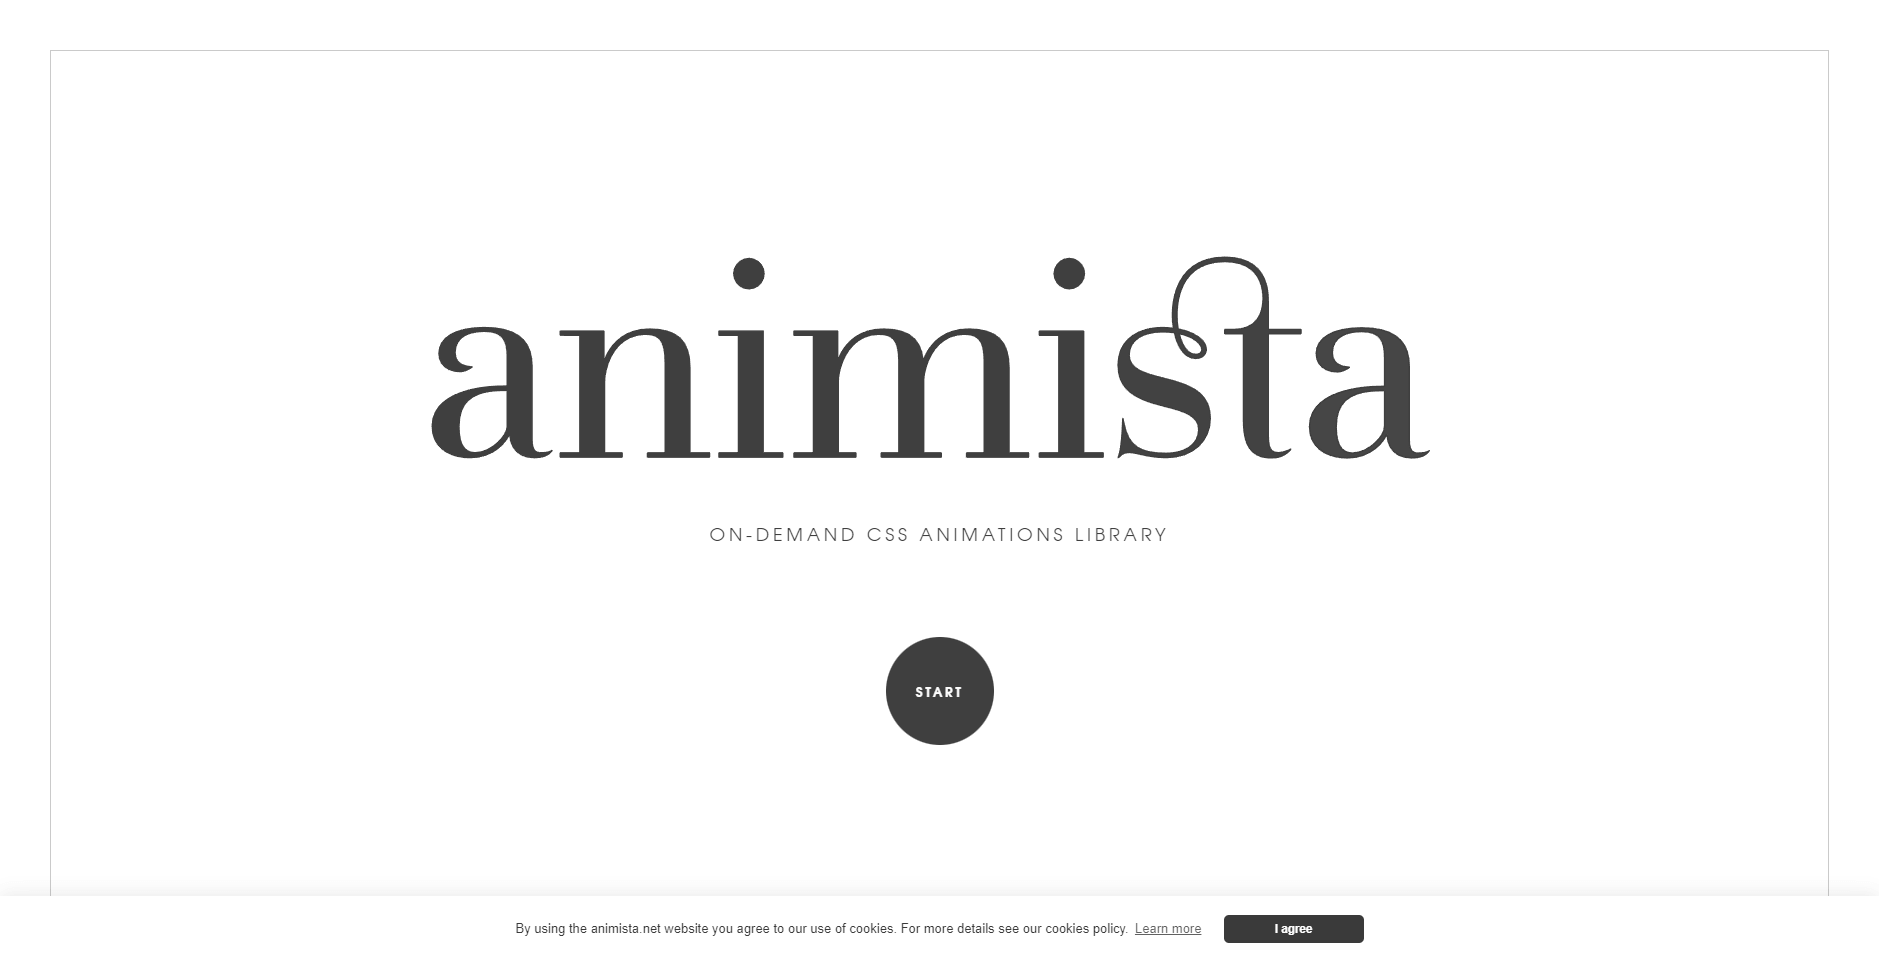 animista
ON-DEMAND CSS ANIMATIONS LIBRARY
START
By using the animista.net website you agree to our use of cookies. For more details see our cookies policy. Learn more I agree